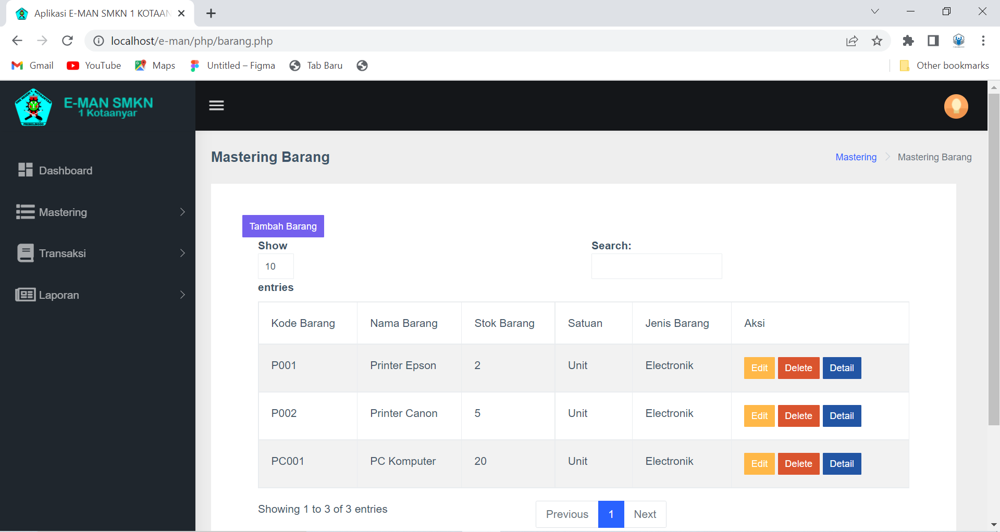 Aplikasi E-MAN SMKN 1 KOTAAN
localhost/e-man/php/barang.php
Gmail YouTube Maps Untitled – Figma Tab Baru Other bookmarks
E-MAN SMKN
1 Kotaanyar
PROBOLINGGO
Dashboard
Mastering
Transaksi
Laporan
Mastering Barang
Mastering Mastering Barang
Tambah Barang
Show
10
entries
Search:
Kode Barang Nama Barang Stok Barang Satuan Jenis Barang Aksi
P001 Printer Epson 2 Unit Electronik Edit Delete Detail
P002 Printer Canon 5 Unit Electronik Edit Delete Detail
PC001 PC Komputer 20 Unit Electronik Edit Delete Detail
Showing 1 to 3 of 3 entries
Previous 1 Next